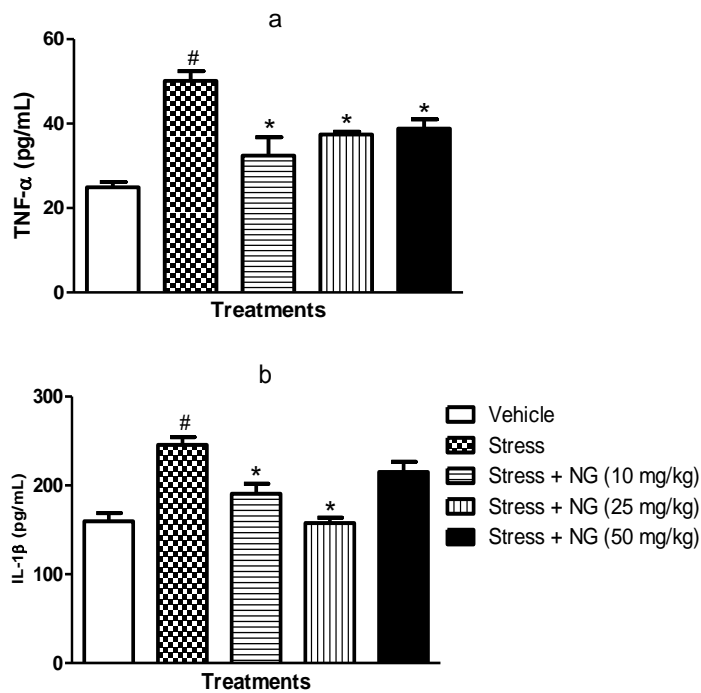 a
TNF-α (pg/mL)
60
40
20
0
#
*
*
*
Treatments
b
IL-1β (pg/mL)
300
200
100
0
#
*
*
Treatments
Vehicle
Stress
Stress + NG (10 mg/kg)
Stress + NG (25 mg/kg)
Stress + NG (50 mg/kg)